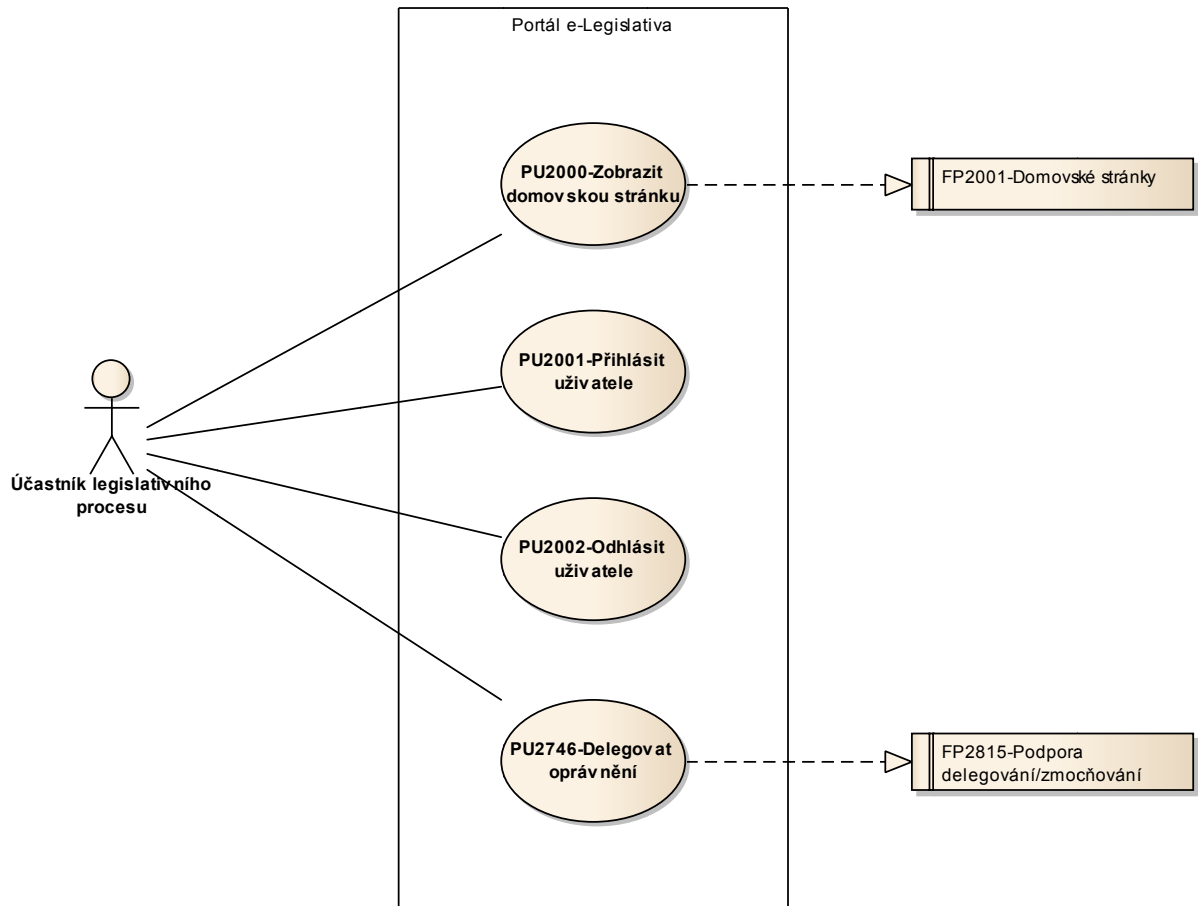 Portál e-Legislativa
PU2000-Zobrazit
domovskou stránku
FP2001-Domovské stránky
PU2001-Přihlásit
uživatele
Účastník legislativního
procesu
PU2002-Odhlásit
uživatele
PU2746-Delegovat
oprávnění
FP2815-Podpora
delegování/zmocňování